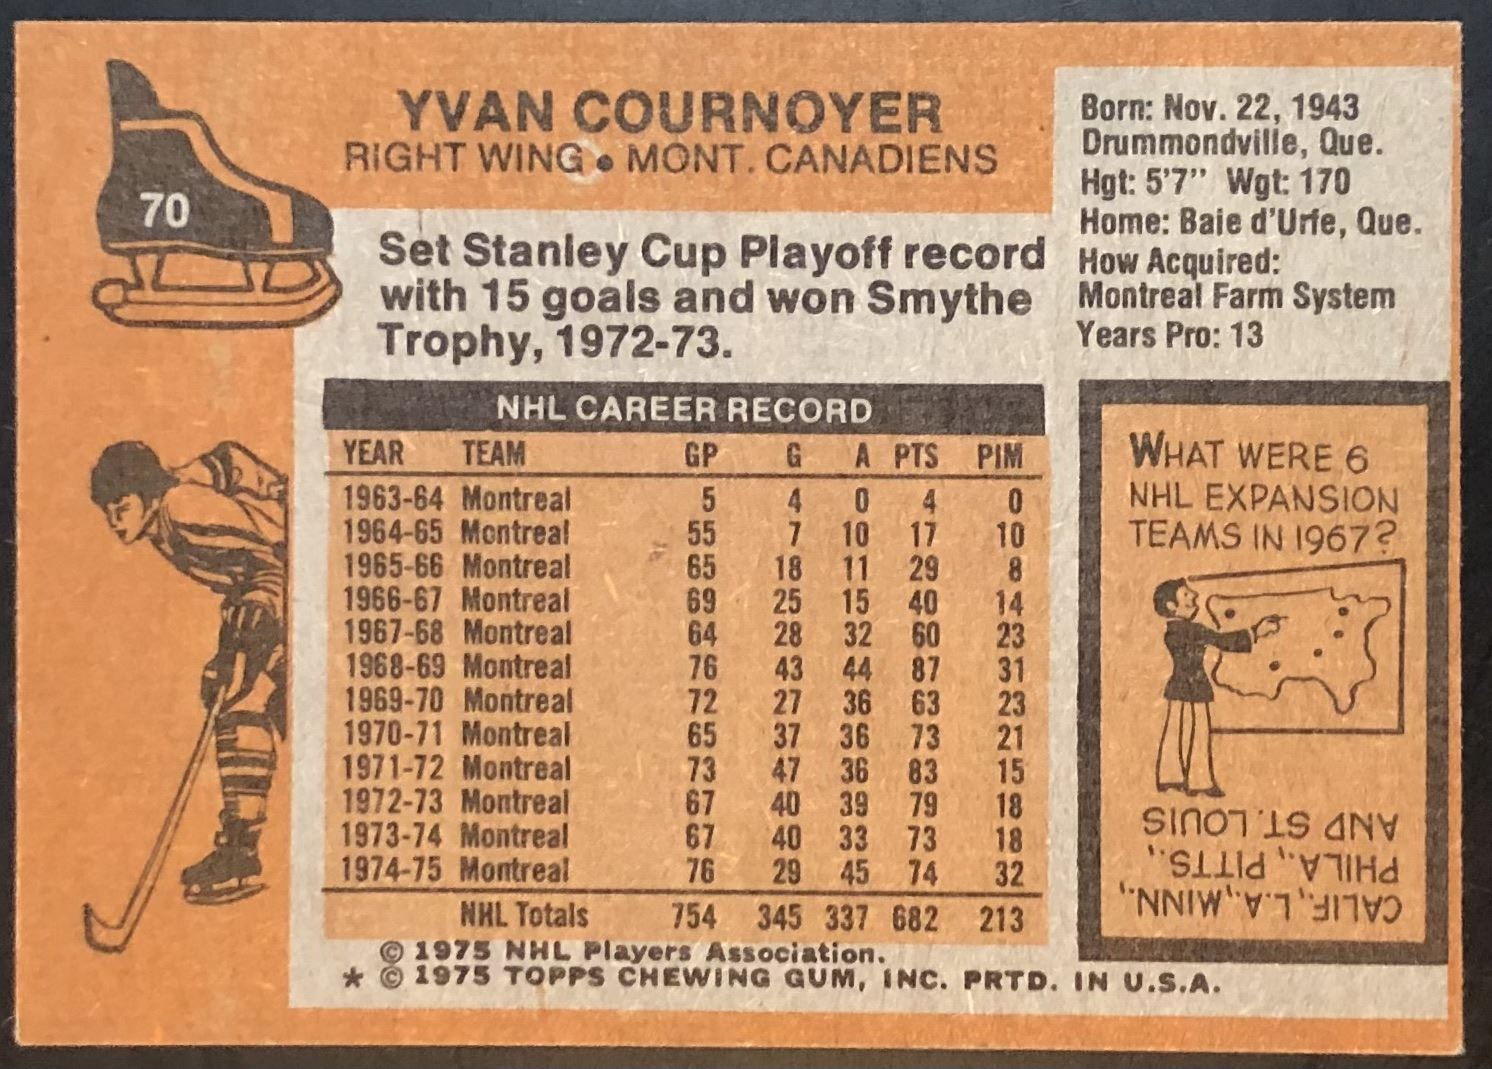 70
YVAN COURNOYER
RIGHT WING • MONT. CANADIENS
Set Stanley Cup Playoff record
with 15 goals and won Smythe
Trophy, 1972-73.
Born: Nov. 22, 1943
Drummondville, Que.
Hgt: 5'7" Wgt: 170
Home: Baie d'Urfe, Que.
How Acquired:
Montreal Farm System
Years Pro: 13
NHL CAREER RECORD
YEAR TEAM GP G A PTS PIM
1963-64 Montreal 5 4 0 4 0
1964-65 Montreal 55 7 10 17 10
1965-66 Montreal 65 18 11 29 8
1966-67 Montreal 69 25 15 40 14
1967-68 Montreal 64 28 32 60 23
1968-69 Montreal 76 43 44 87 31
1969-70 Montreal 72 27 36 63 23
1970-71 Montreal 65 37 36 73 21
1971-72 Montreal 73 47 36 83 15
1972-73 Montreal 67 40 39 79 18
1973-74 Montreal 67 40 33 73 18
1974-75 Montreal 76 29 45 74 32
NHL Totals 754 345 337 682 213
© 1975 NHL Players Association.
* © 1975 TOPPS CHEWING GUM, INC. PRTD. IN U.S.A.
WHAT WERE 6
NHL EXPANSION
TEAMS IN 1967?
CALIF., L.A., MINN.,
PHILA., PITTS.,
AND ST. LOUIS